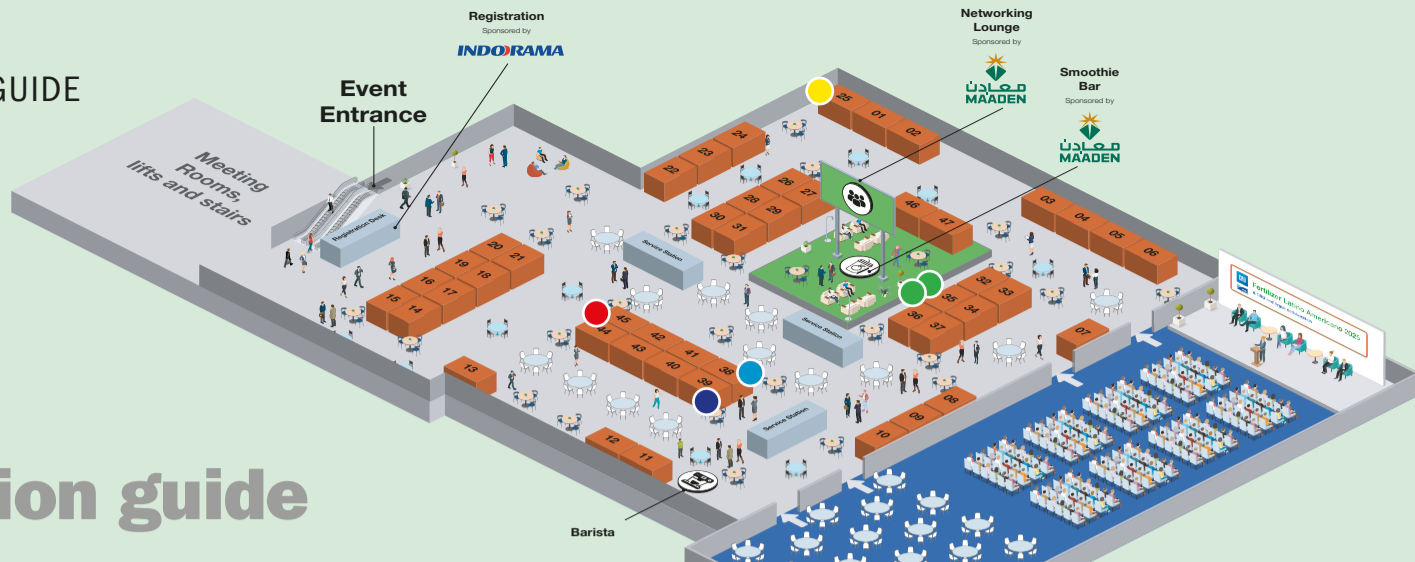 GUIDE
Registration
Sponsored by
INDORAMA
Event
Entrance
Networking
Lounge
Sponsored by
معادن
MAADEN
Smoothie
Bar
Sponsored by
معادن
MAADEN
Meeting
Rooms,
lifts and stairs
Registration Desk
25
01
02
24
23
22
26
27
28
29
30
31
46
47
03
04
05
06
20
21
19
18
16
17
15
14
Service Station
Service Station
Service Station
32
33
35
34
36
37
07
45
44
42
43
41
40
38
39
13
12
11
10
09
08
Fertilizer Latino Americano 2025
Barista
ion guide